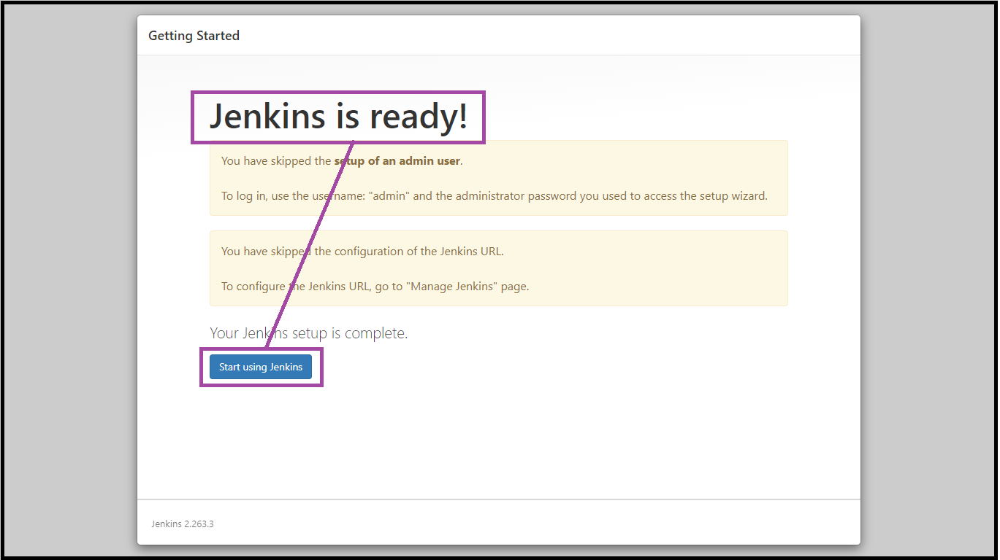 Getting Started
Jenkins is ready!
You have skipped the setup of an admin user.
To log in, use the username: "admin" and the administrator password you used to access the setup wizard.
You have skipped the configuration of the Jenkins URL.
To configure the Jenkins URL, go to "Manage Jenkins" page.
Your Jenkins setup is complete.
Start using Jenkins
Jenkins 2.263.3